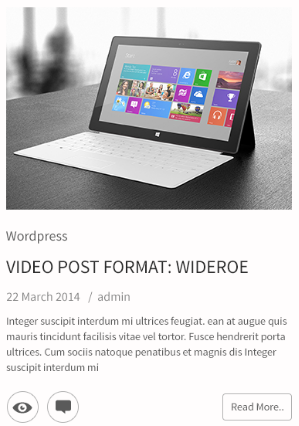 Wordpress
VIDEO POST FORMAT: WIDEROE
22 March 2014 / admin
Integer suscipit interdum mi ultrices feugiat. ean at augue quis
mauris tincidunt facilisis vitae vel tortor. Fusce hendrerit porta
ultrices. Cum sociis natoque penatibus et magnis dis Integer
suscipit interdum mi
Read More..